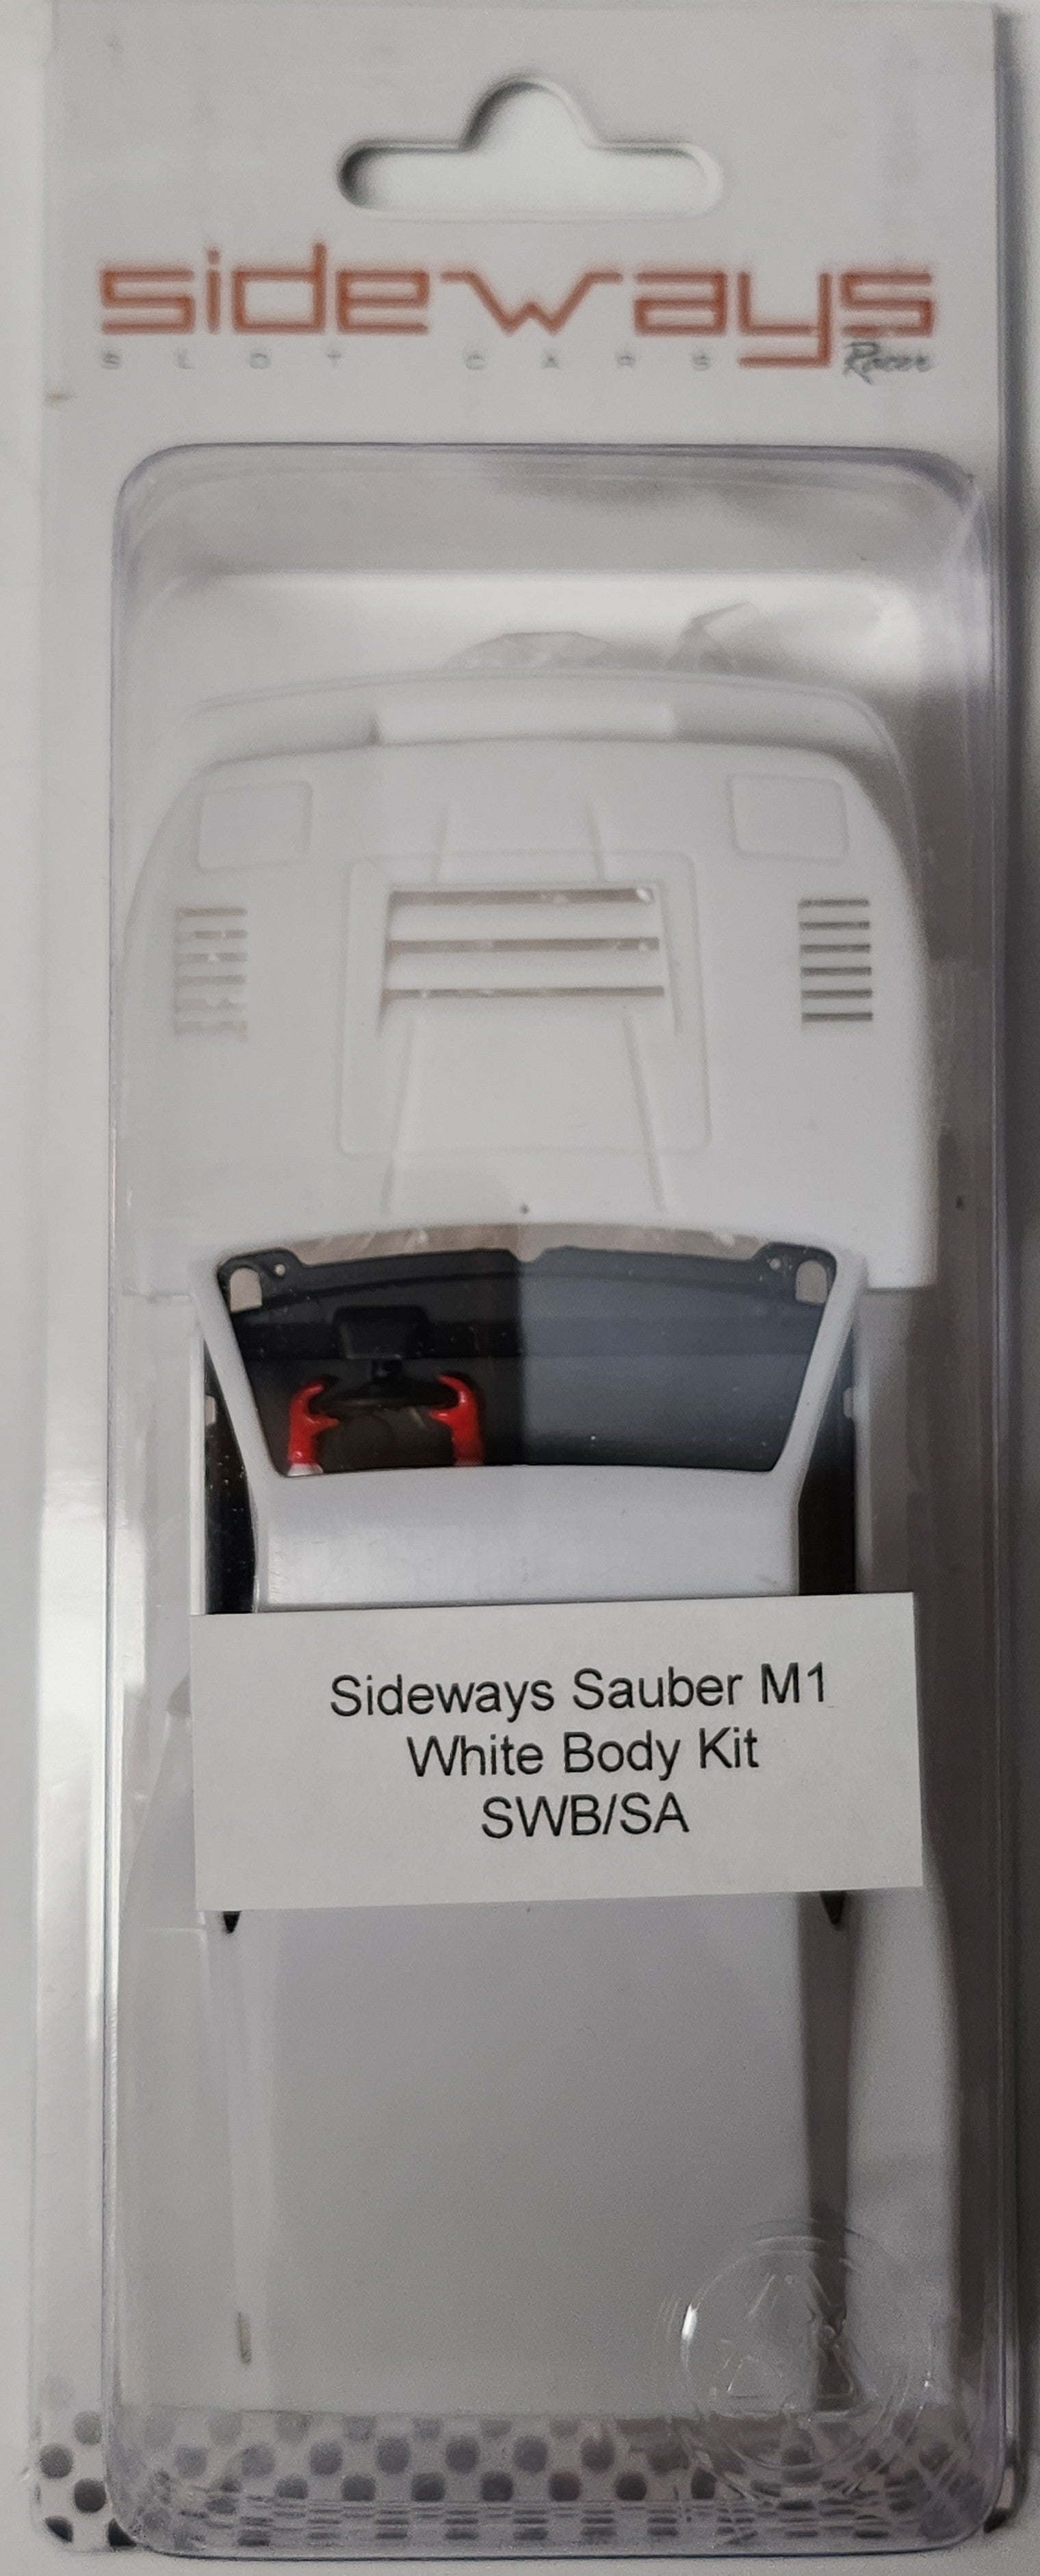 sideways
SLOT CARS Racer
Sideways Sauber M1
White Body Kit
SWB/SA